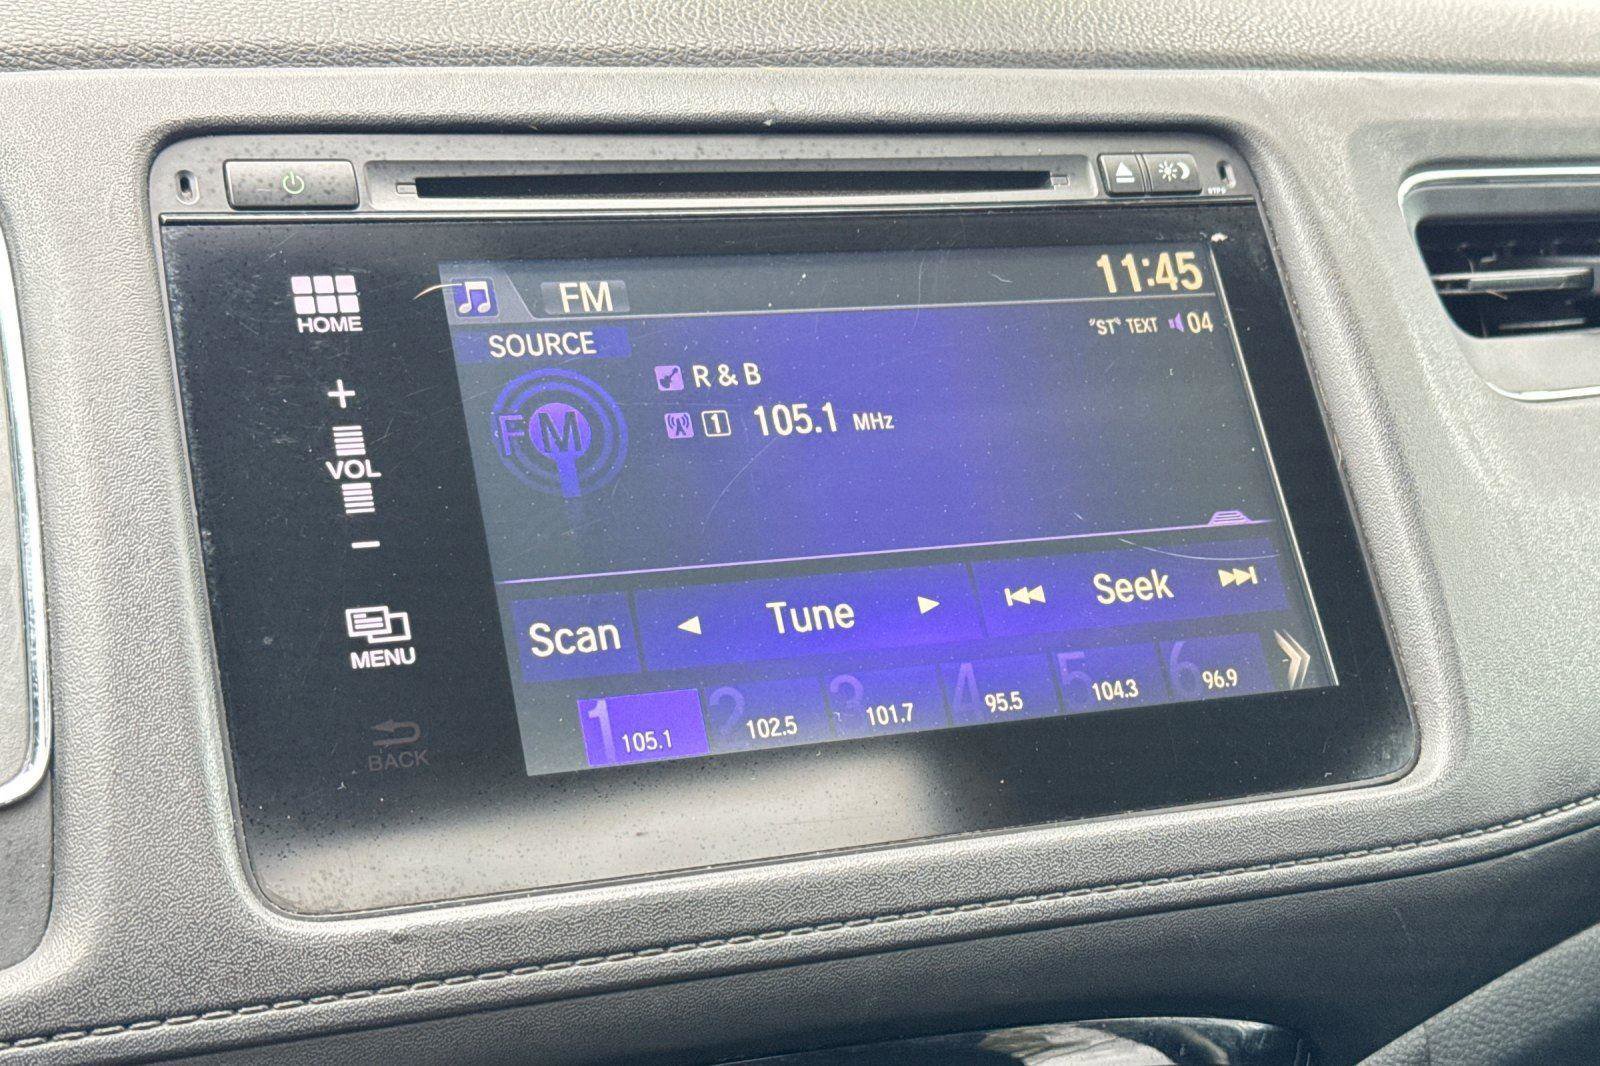 FM
11:45
HOME
SOURCE
"ST" TEXT 04
R & B
FM
1 105.1 MHz
+
VOL
−
Scan
Tune
Seek
MENU
1 105.1
2 102.5
3 101.7
4 95.5
5 104.3
6 96.9
BACK